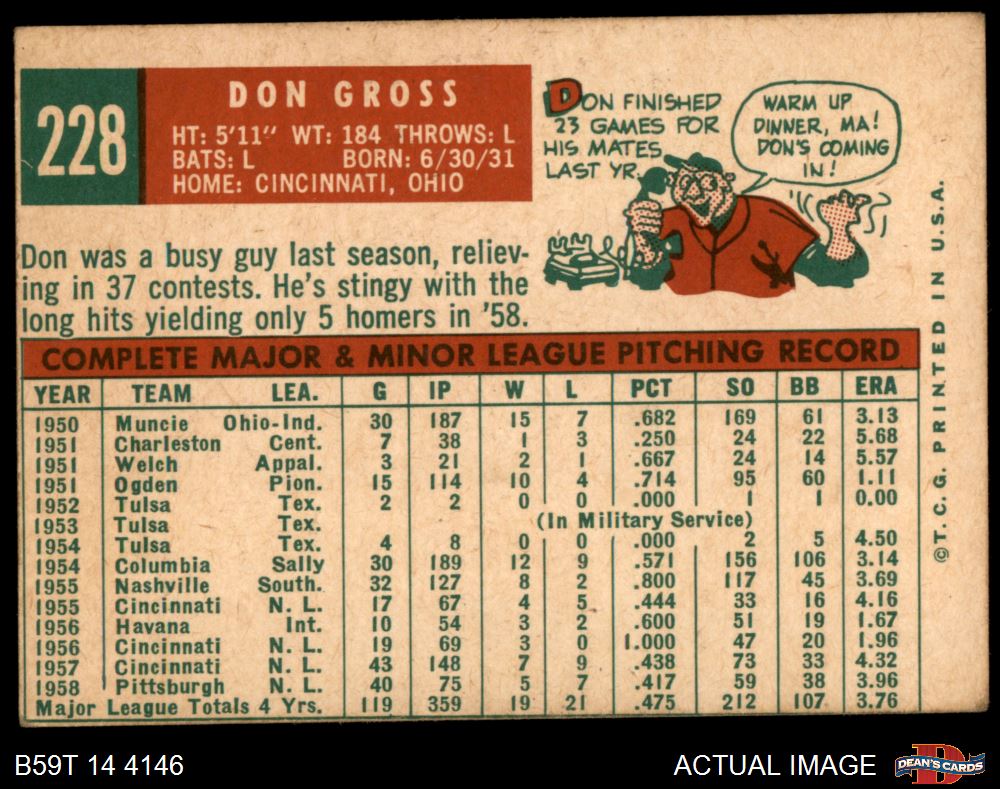 228
DON GROSS
HT: 5'11" WT: 184 THROWS: L
BATS: L BORN: 6/30/31
HOME: CINCINNATI, OHIO
DON FINISHED
23 GAMES FOR
HIS MATES
LAST YR.
WARM UP
DINNER, MA!
DON'S COMING
IN!
Don was a busy guy last season, reliev-
ing in 37 contests. He's stingy with the
long hits yielding only 5 homers in '58.
COMPLETE MAJOR & MINOR LEAGUE PITCHING RECORD
YEAR TEAM LEA. G IP W L PCT SO BB ERA
1950 Muncie Ohio-Ind. 30 187 15 7 .682 169 61 3.13
1951 Charleston Cent. 7 38 1 3 .250 24 22 5.68
1951 Welch Appal. 3 21 2 1 .667 24 14 5.57
1951 Ogden Pion. 15 114 10 4 .714 95 60 1.11
1952 Tulsa Tex. 2 2 0 0 .000 1 1 0.00
1953 Tulsa Tex. (In Military Service)
1954 Tulsa Tex. 4 8 0 0 .000 2 5 4.50
1954 Columbia Sally 30 189 12 9 .571 156 106 3.14
1955 Nashville South. 32 127 8 2 .800 117 45 3.69
1955 Cincinnati N. L. 17 67 4 5 .444 33 16 4.16
1956 Havana Int. 10 54 3 2 .600 51 19 1.67
1956 Cincinnati N. L. 19 69 3 0 1.000 47 20 1.96
1957 Cincinnati N. L. 43 148 7 9 .438 73 33 4.32
1958 Pittsburgh N. L. 40 75 5 7 .417 59 38 3.96
Major League Totals 4 Yrs. 119 359 19 21 .475 212 107 3.76
©T. C. G. PRINTED IN U.S.A.
B59T 14 4146
ACTUAL IMAGE
D
DEAN'S CARDS